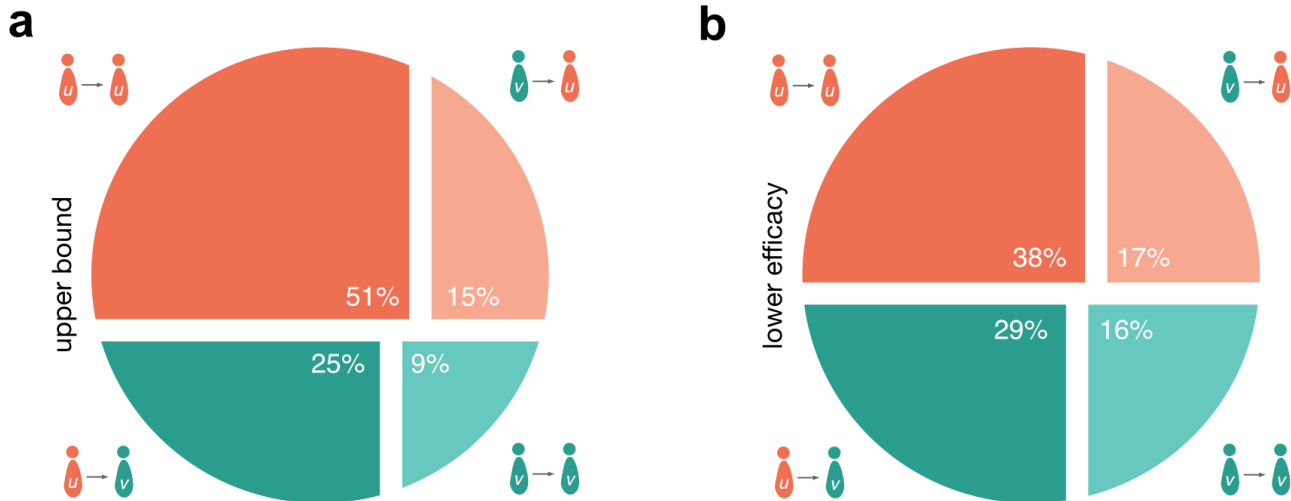 a
u u
v u
upper bound
51% 15%
25% 9%
u v
v v
b
u u
v u
lower efficacy
38% 17%
29% 16%
u v
v v